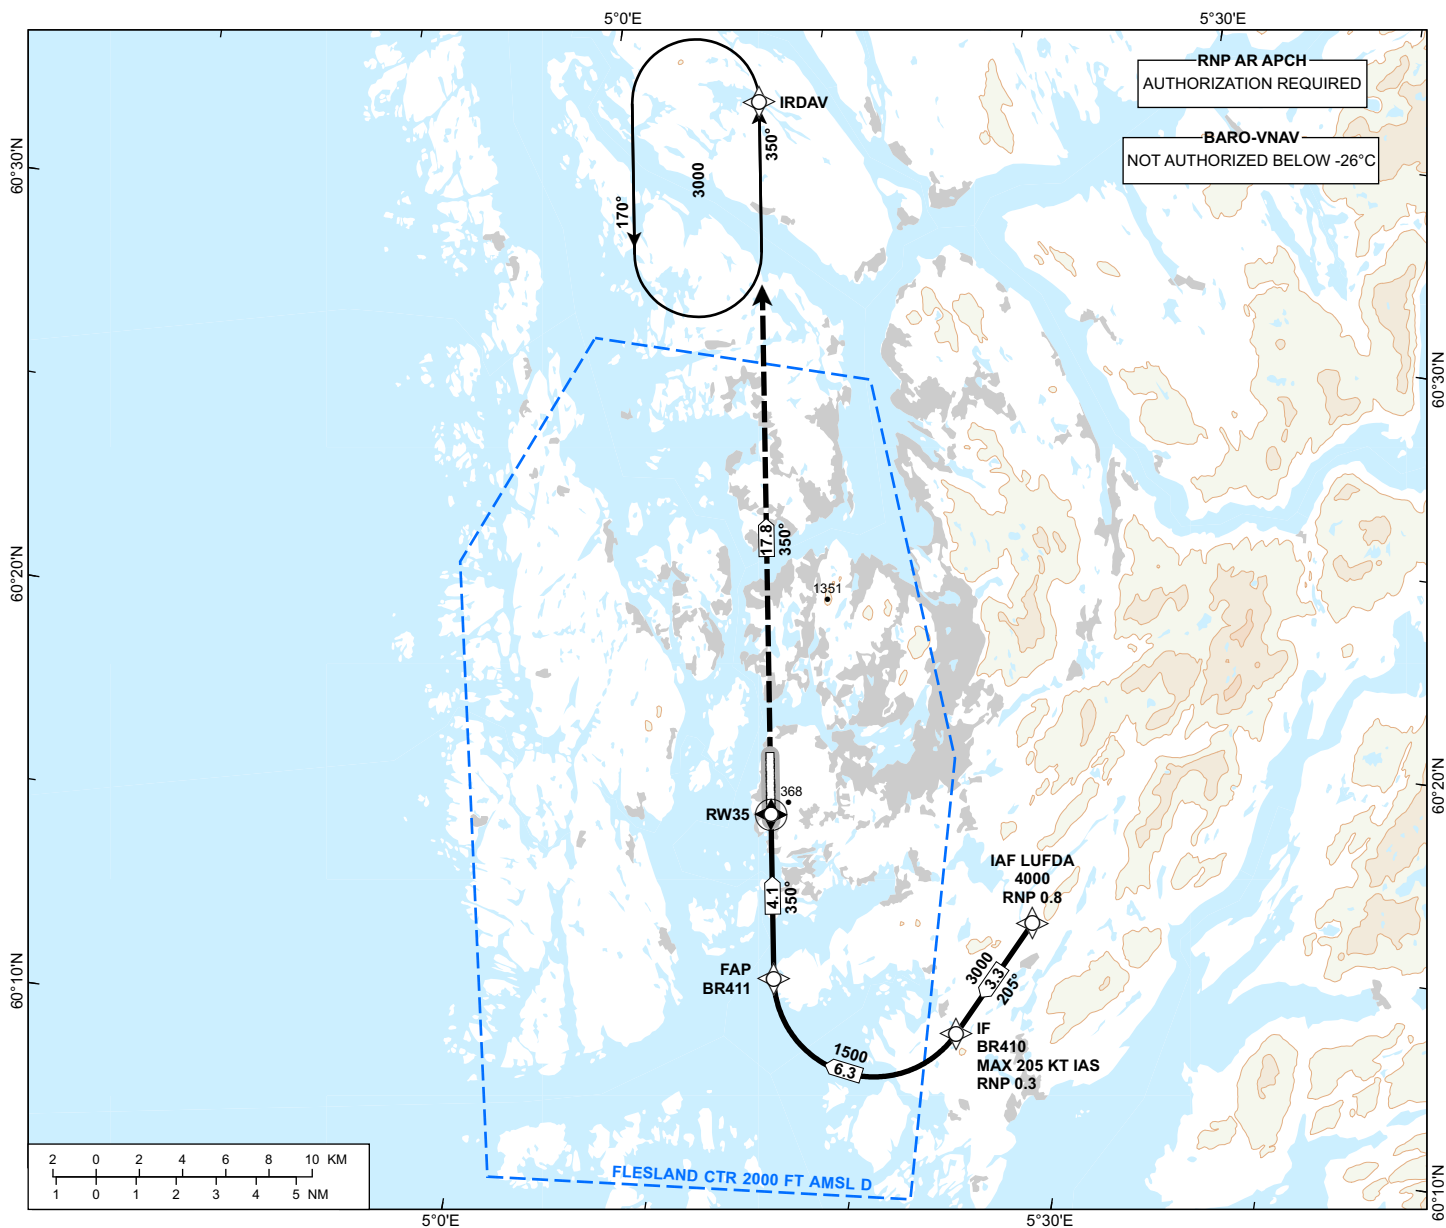 5°0'E
5°30'E
RNP AR APCH
AUTHORIZATION REQUIRED
BARO-VNAV
NOT AUTHORIZED BELOW -26°C
IRDAV
350°
3000
170°
60°30'N
60°30'N
17.8
350°
1351
60°20'N
60°20'N
368
RW35
IAF LUFDA
4000
RNP 0.8
4.1
350°
FAP
BR411
3000
3.3
205°
60°10'N
IF
BR410
MAX 205 KT IAS
RNP 0.3
1500
6.3
FLESLAND CTR 2000 FT AMSL D
60°10'N
2 0 2 4 6 8 10 KM
1 0 1 2 3 4 5 NM
5°0'E
5°30'E